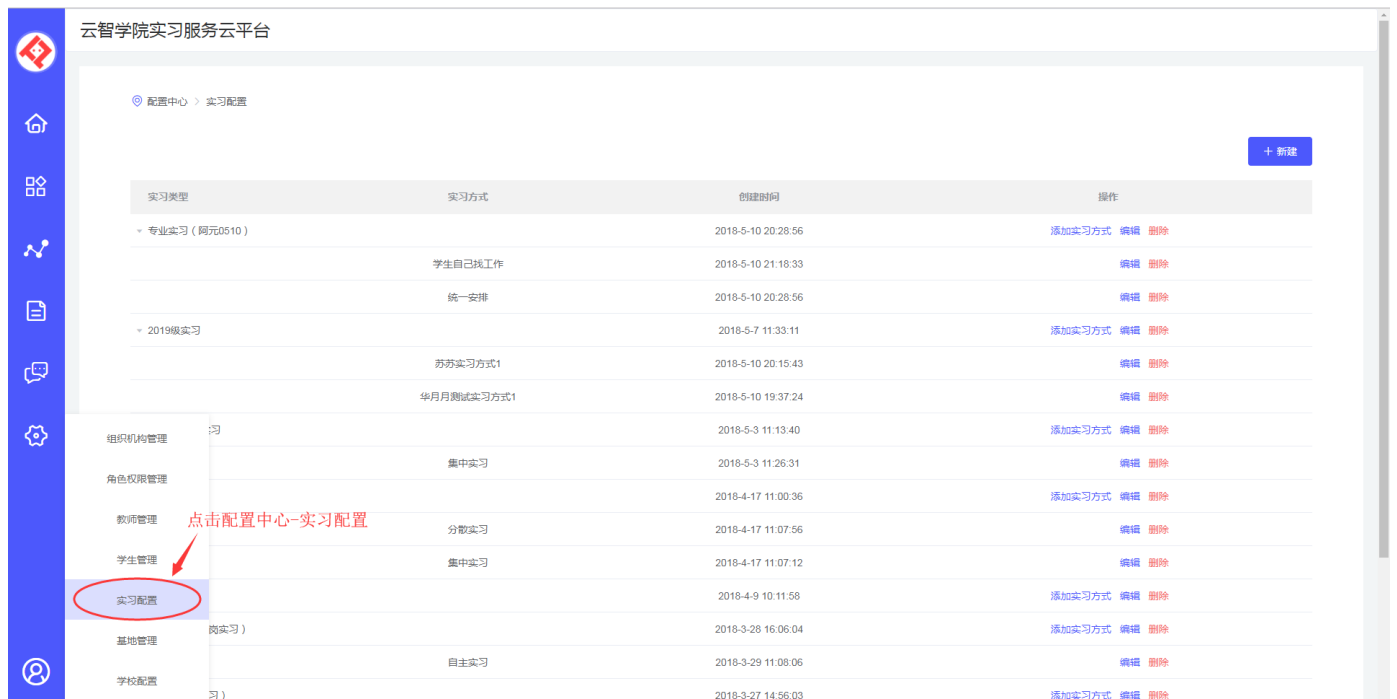 云智学院实习服务云平台
配置中心 > 实习配置
+ 新建
实习类型 实习方式 创建时间 操作
专业实习（阿元0510） 2018-5-10 20:28:56 添加实习方式 编辑 删除
学生自己找工作 2018-5-10 21:18:33 编辑 删除
统一安排 2018-5-10 20:28:56 编辑 删除
2019级实习 2018-5-7 11:33:11 添加实习方式 编辑 删除
苏苏实习方式1 2018-5-10 20:15:43 编辑 删除
华月月测试实习方式1 2018-5-10 19:37:24 编辑 删除
习 2018-5-3 11:13:40 添加实习方式 编辑 删除
集中实习 2018-5-3 11:26:31 编辑 删除
2018-4-17 11:00:36 添加实习方式 编辑 删除
分散实习 2018-4-17 11:07:56 编辑 删除
集中实习 2018-4-17 11:07:12 编辑 删除
2018-4-9 10:11:58 添加实习方式 编辑 删除
岗实习） 2018-3-28 16:06:04 添加实习方式 编辑 删除
自主实习 2018-3-29 11:08:06 编辑 删除
习） 2018-3-27 14:56:03 添加实习方式 编辑 删除
组织机构管理
角色权限管理
教师管理
点击配置中心-实习配置
学生管理
实习配置
基地管理
学校配置